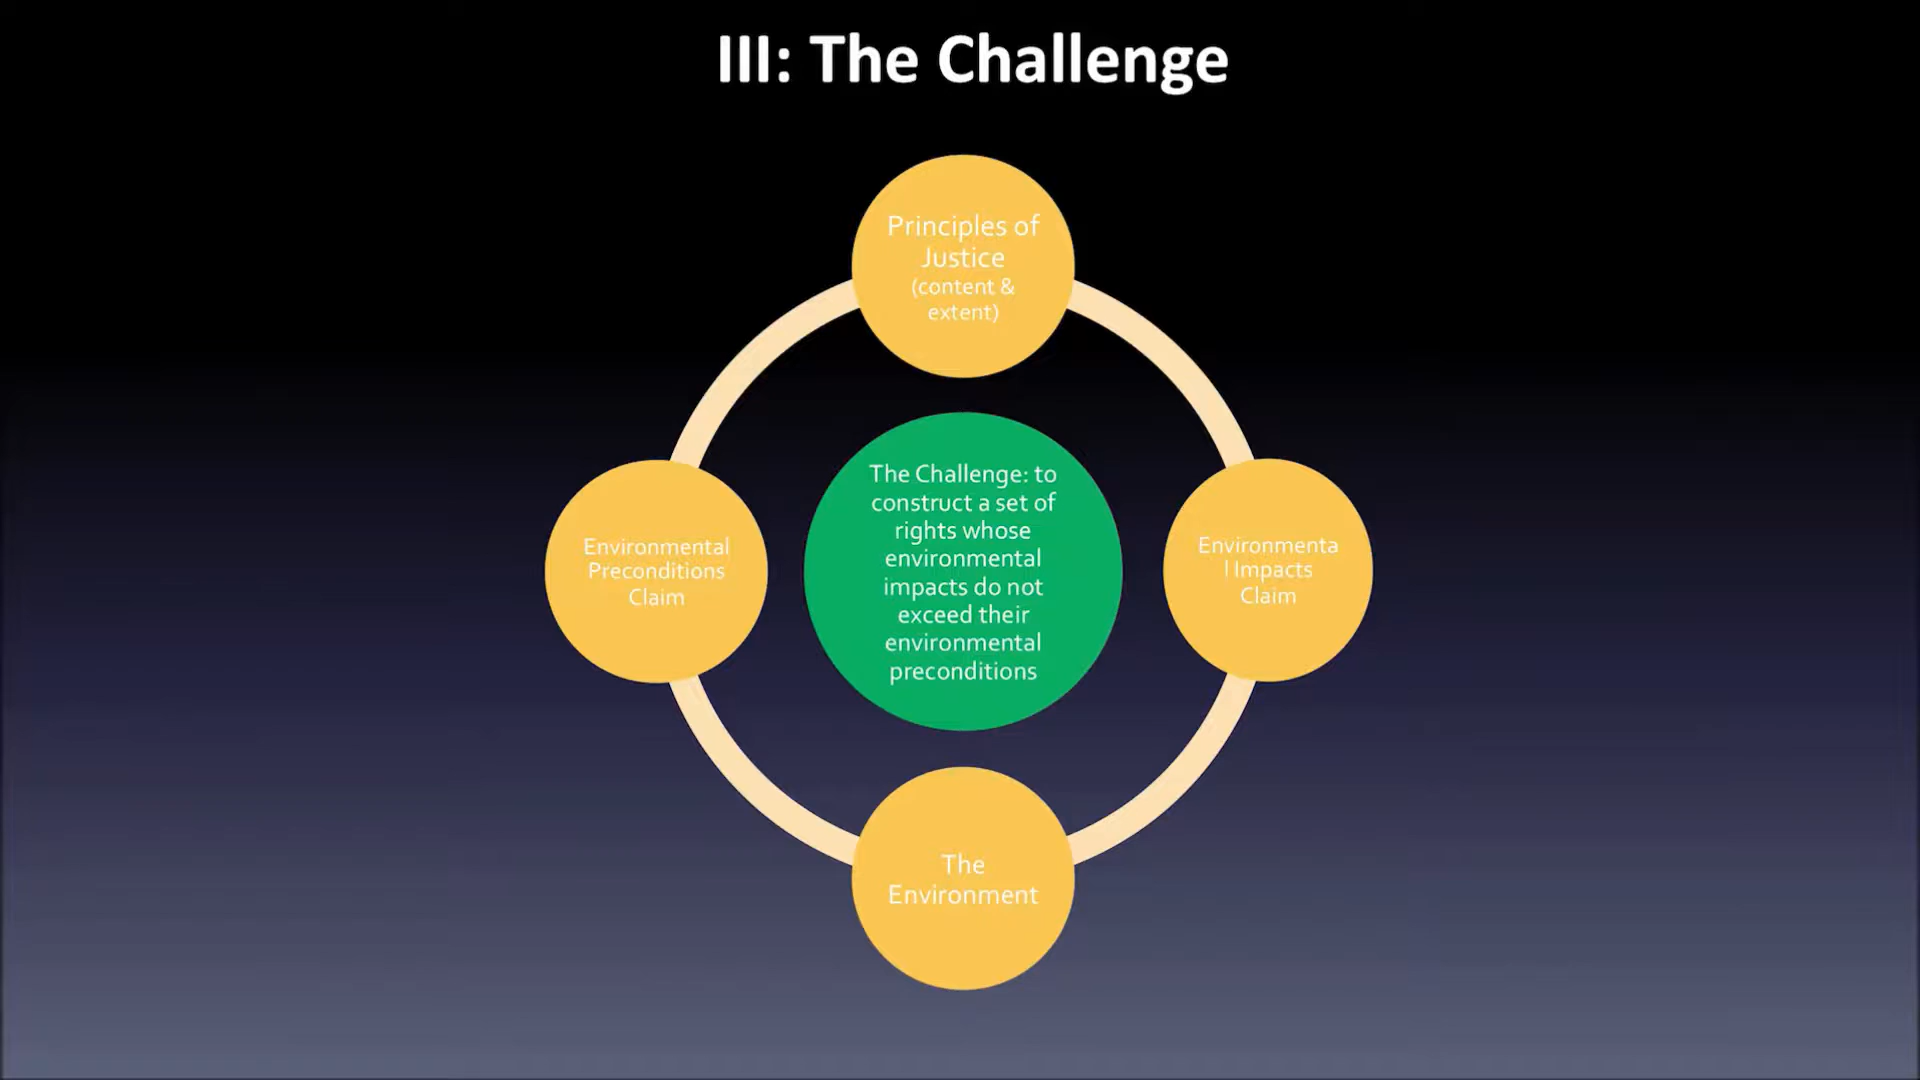 III: The Challenge
Principles of
Justice
(content &
extent)
The Challenge: to
construct a set of
rights whose
environmental
impacts do not
exceed their
environmental
preconditions
Environmental
Preconditions
Claim
Environmenta
l Impacts
Claim
The
Environment